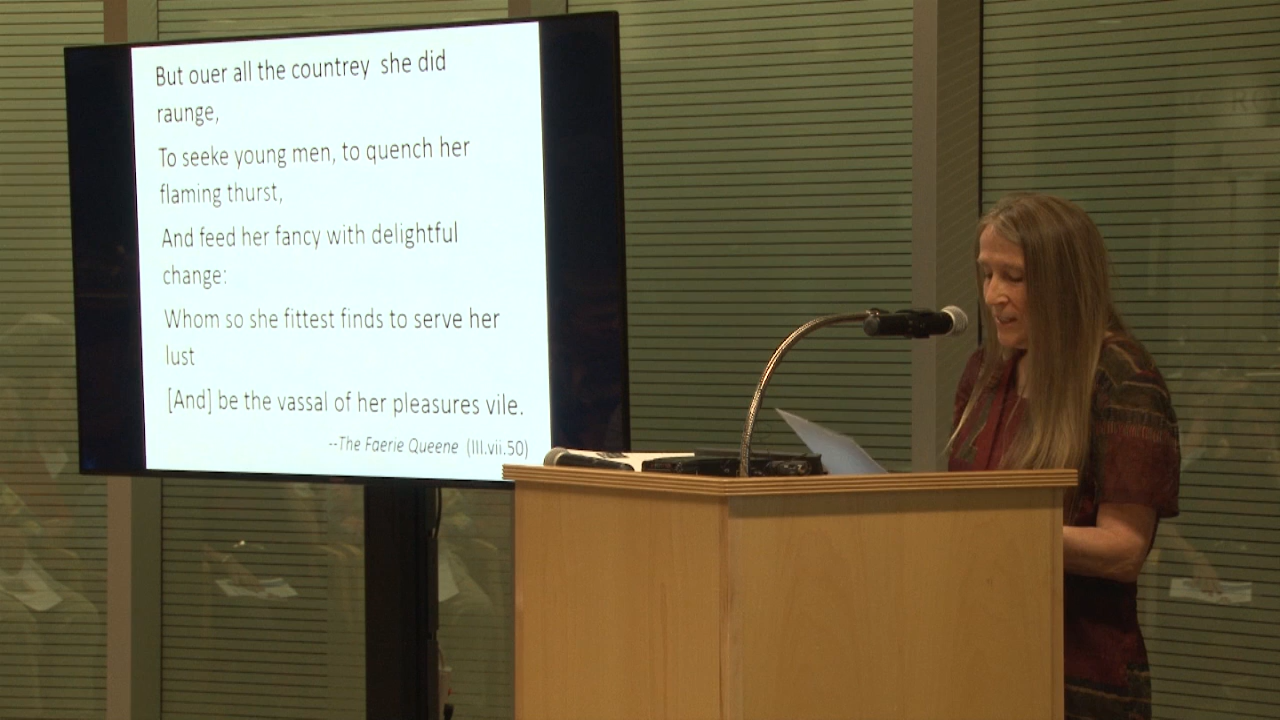 But ouer all the countrey she did
raunge,
To seeke young men, to quench her
flaming thurst,
And feed her fancy with delightful
change:
Whom so she fittest finds to serve her
lust
[And] be the vassal of her pleasures vile.
--The Faerie Queene (III.vii.50)